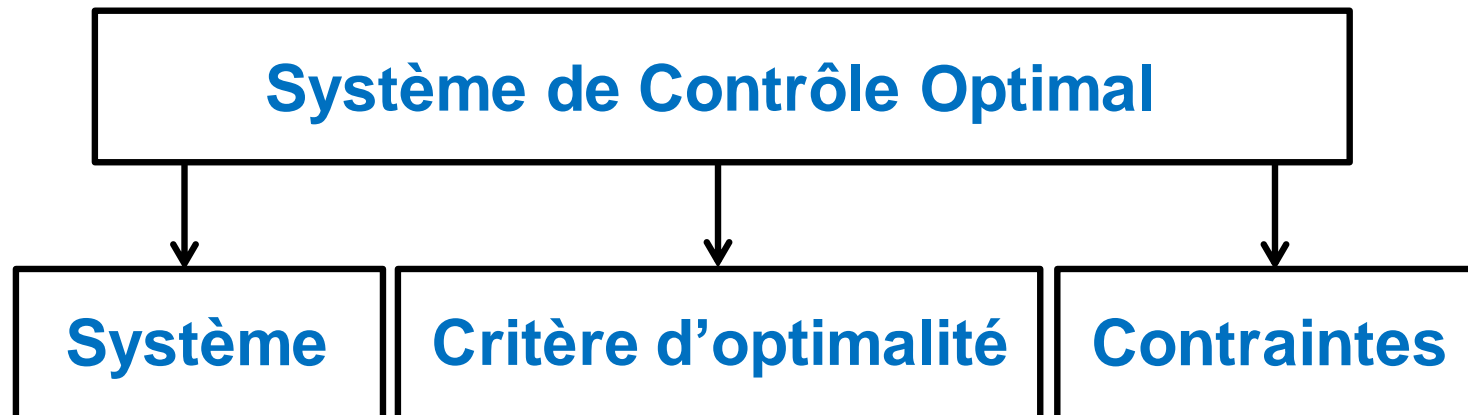 Système de Contrôle Optimal
Système
Critère d’optimalité
Contraintes